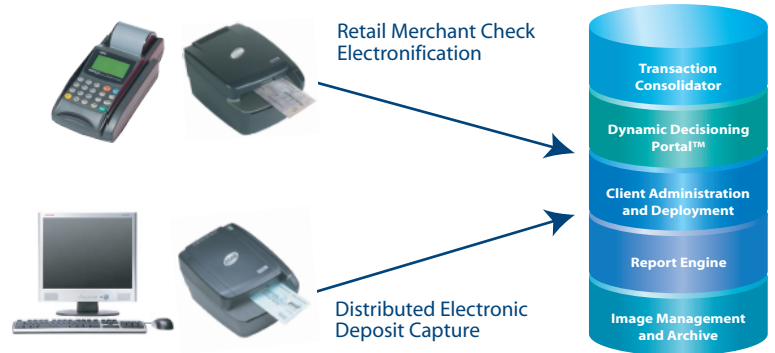 Retail Merchant Check
Electronification
Transaction
Consolidator
Dynamic Decisioning
Portal™
Client Administration
and Deployment
Report Engine
Image Management
and Archive
Distributed Electronic
Deposit Capture